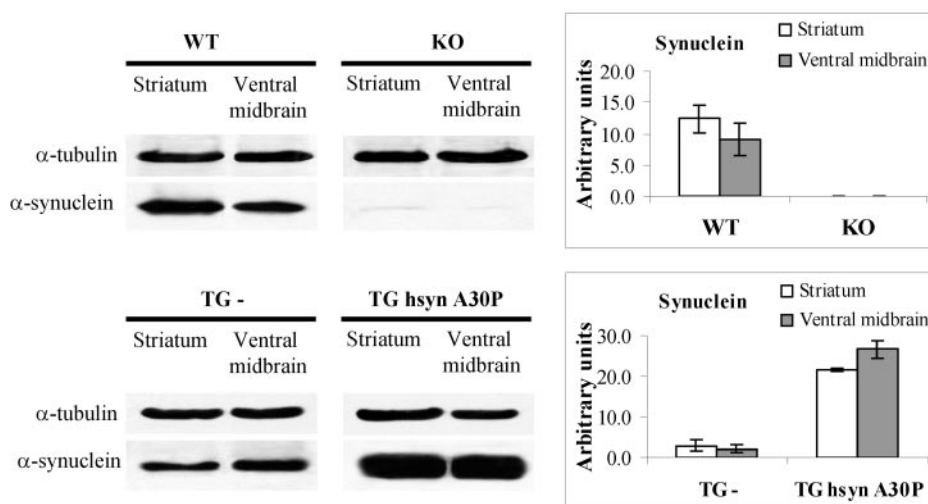 WT
KO
Striatum
Ventral midbrain
Striatum
Ventral midbrain
α-tubulin
α-synuclein
Synuclein
Striatum
Ventral midbrain
Arbitrary units
20.0
15.0
10.0
5.0
0.0
WT
KO
TG -
TG hsyn A30P
Striatum
Ventral midbrain
Striatum
Ventral midbrain
α-tubulin
α-synuclein
Synuclein
Striatum
Ventral midbrain
Arbitrary units
30.0
20.0
10.0
0.0
TG -
TG hsyn A30P